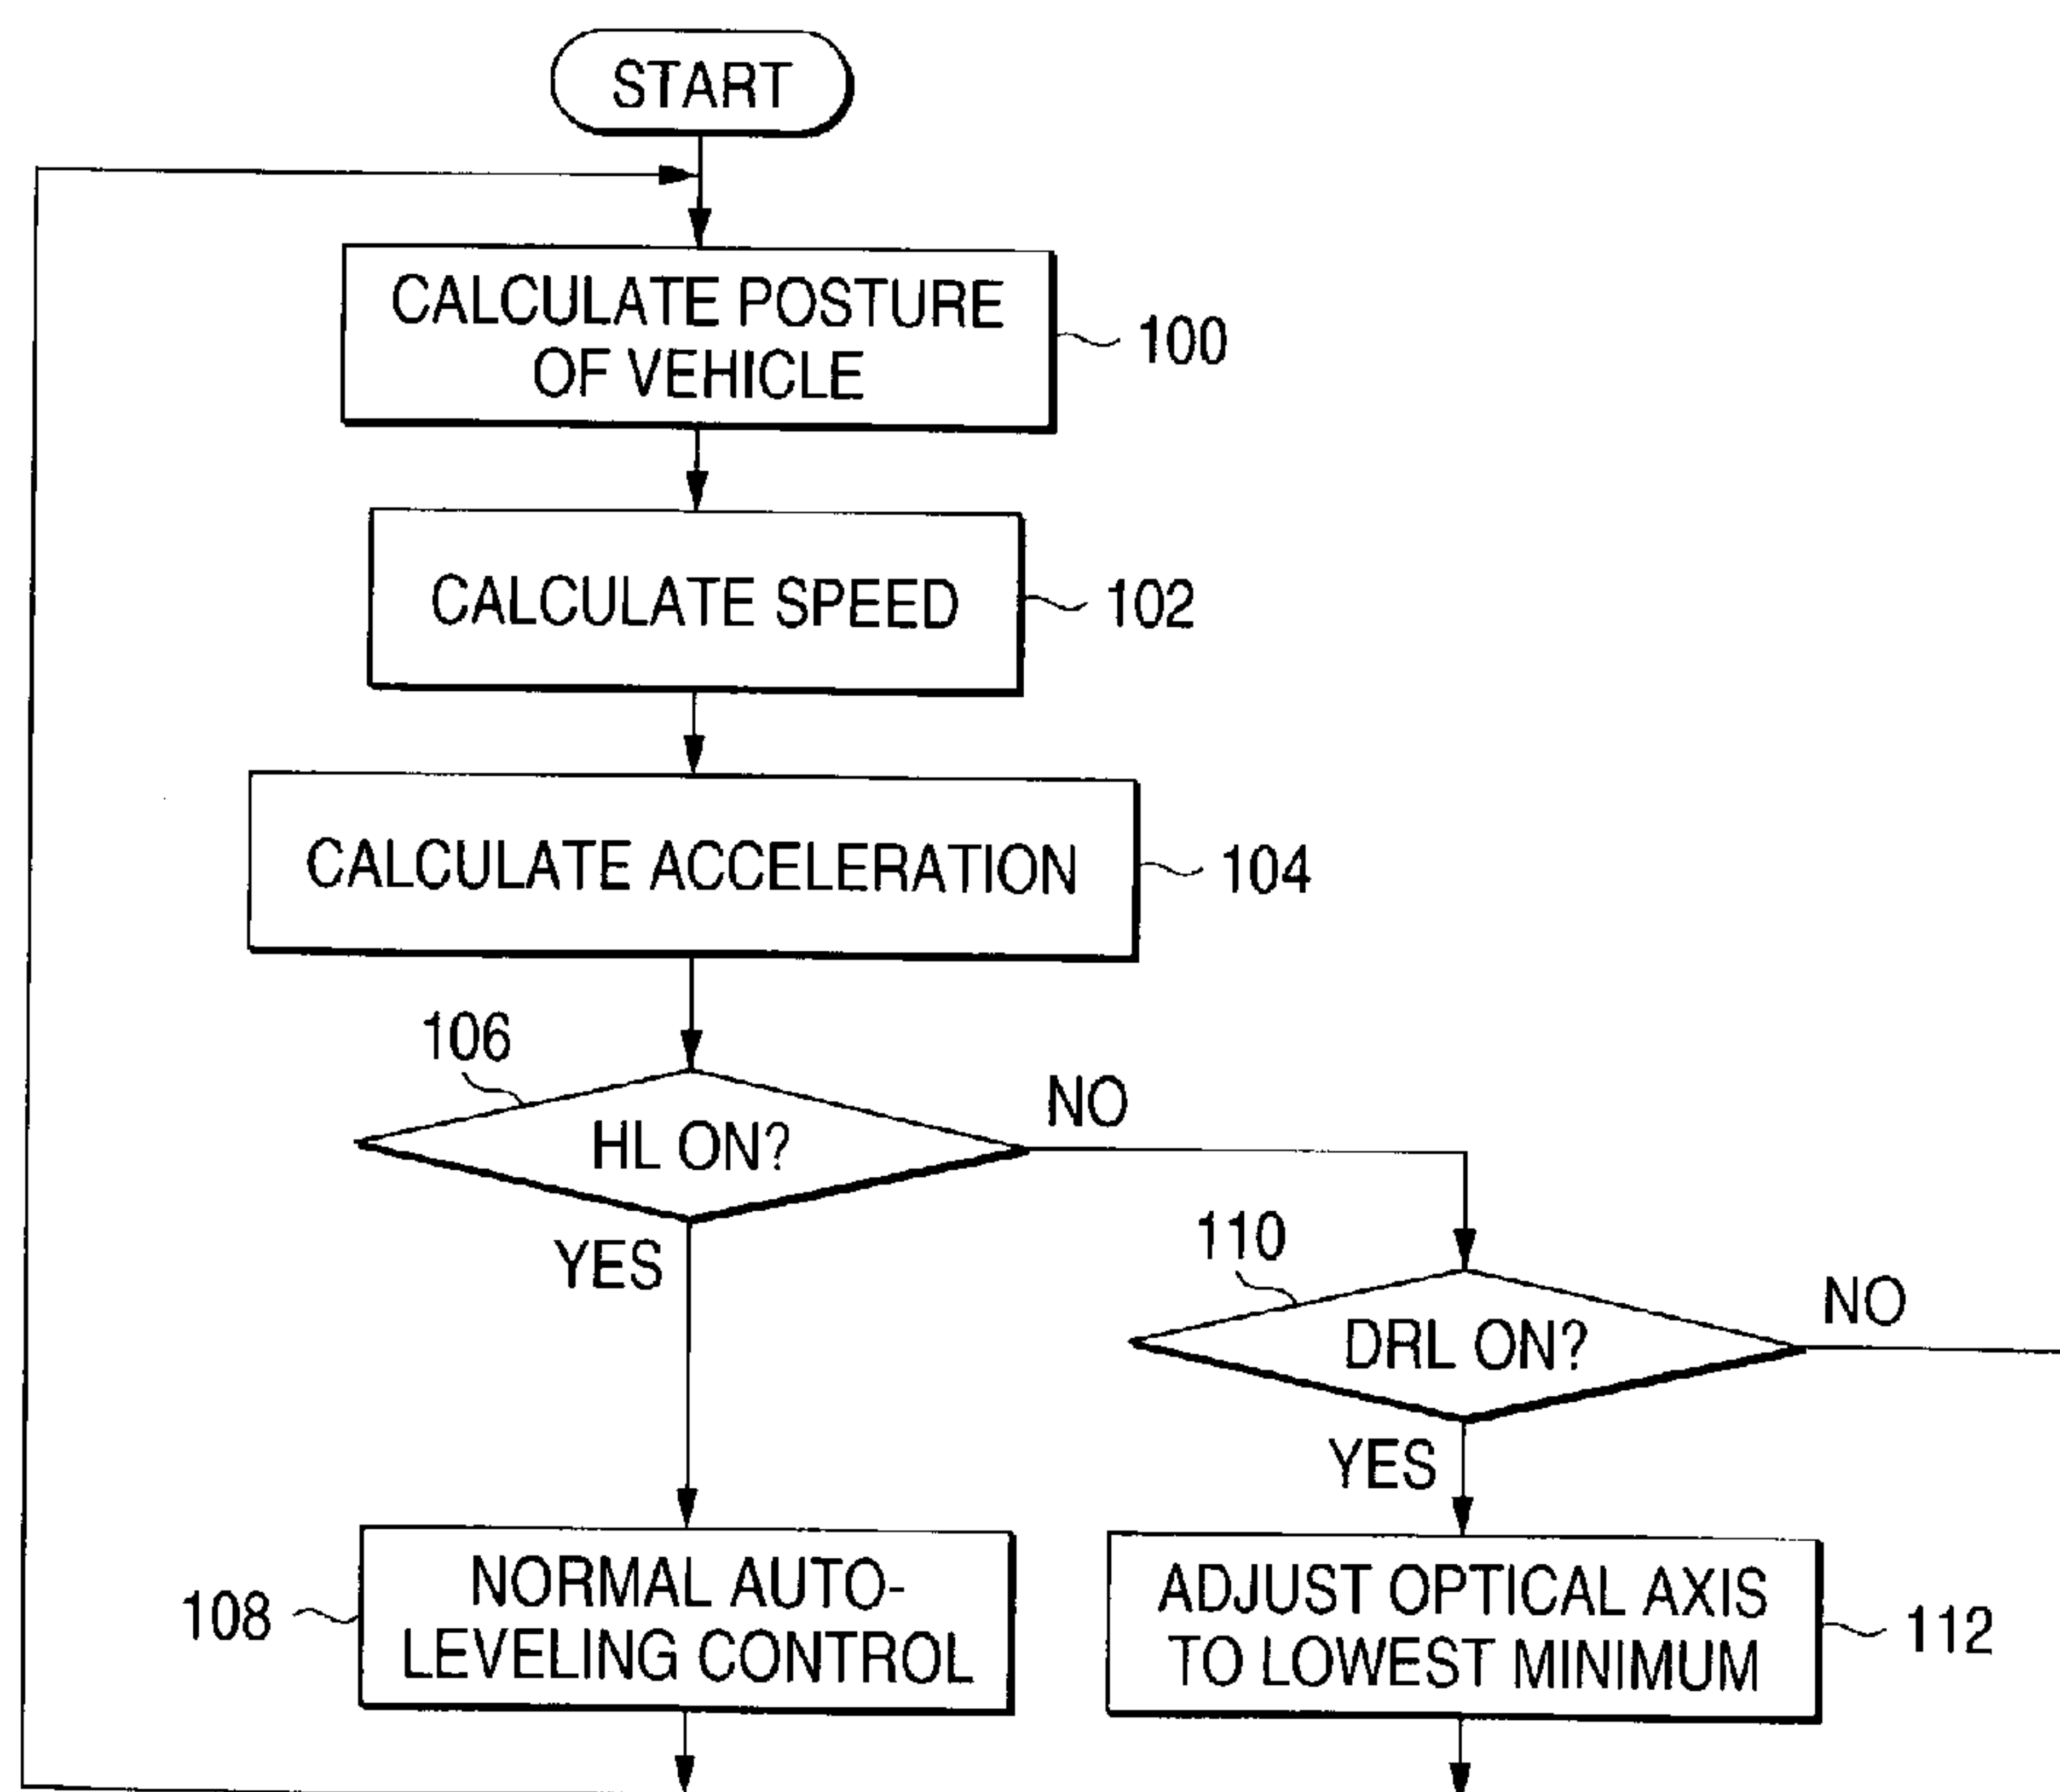 START
CALCULATE POSTURE
OF VEHICLE
100
CALCULATE SPEED
102
CALCULATE ACCELERATION
104
106
HL ON?
NO
YES
110
DRL ON?
NO
YES
108
NORMAL AUTO-
LEVELING CONTROL
ADJUST OPTICAL AXIS
TO LOWEST MINIMUM
112